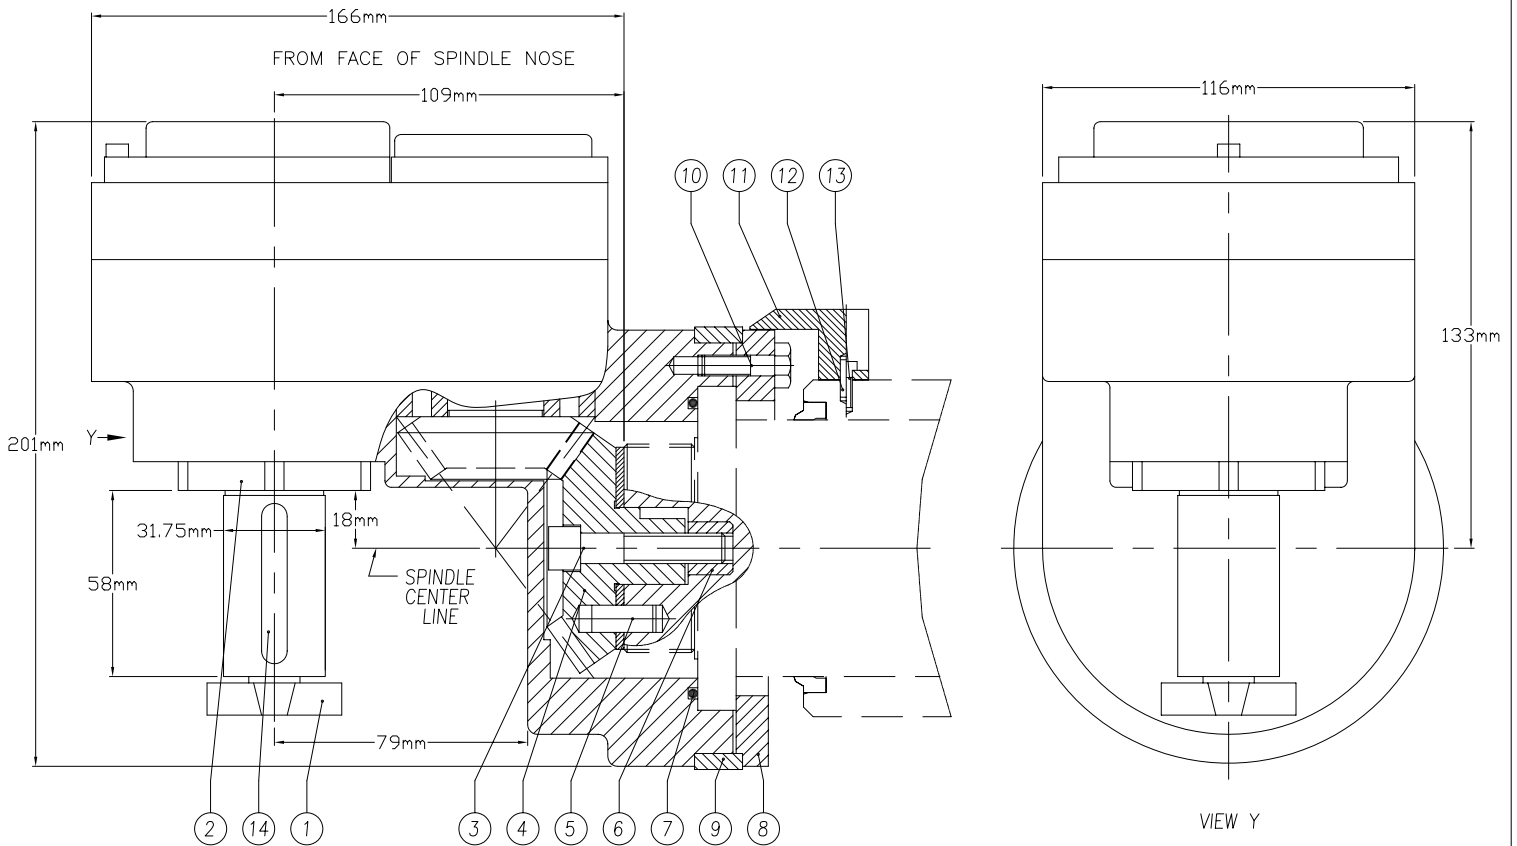 166mm
FROM FACE OF SPINDLE NOSE
109mm
116mm
10 11 12 13
133mm
201mm
Y
31.75mm
18mm
58mm
SPINDLE
CENTER
LINE
79mm
2 14 1 3 4 5 6 7 9 8
VIEW Y